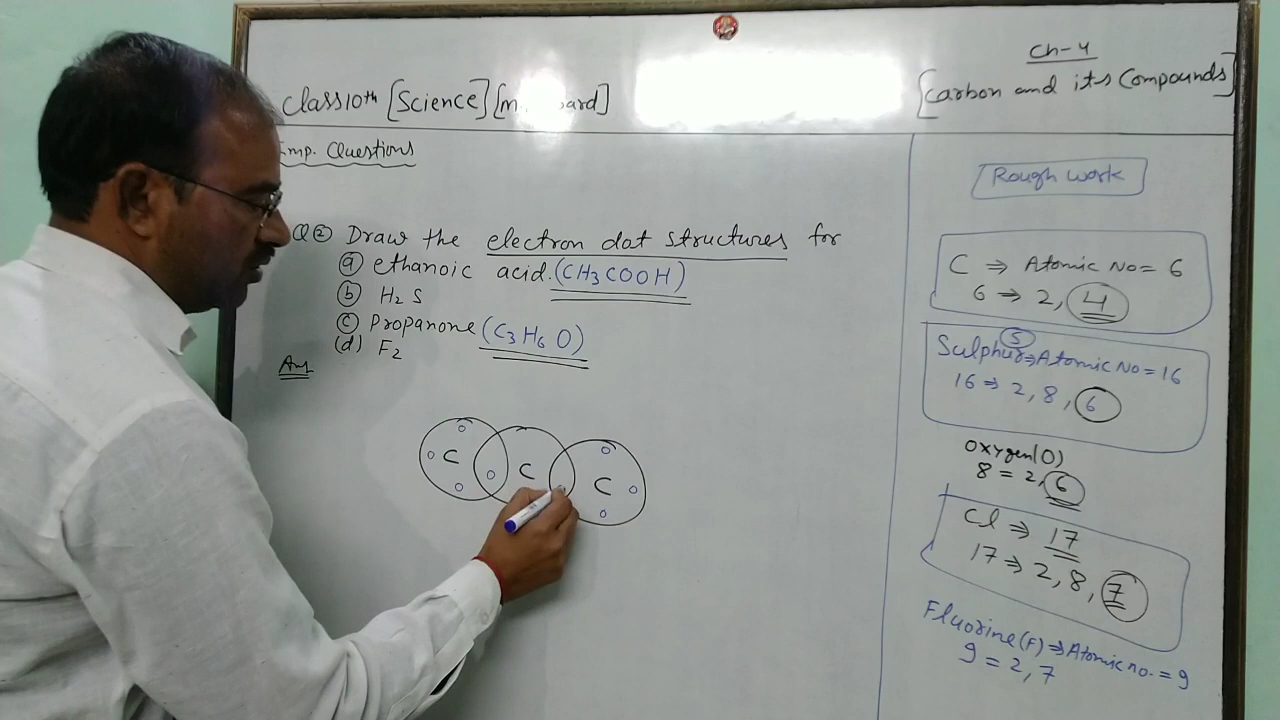 Class 10th [Science] [m
Ch-4
[Carbon and its Compounds]
Imp. Questions
Q② Draw the electron dot structures for
ⓐ ethanoic acid. (CH3COOH)
ⓑ H2S
ⓒ Propanone (C3H6O)
(d) F2
Ans
C C C
Rough work
C ⇒ Atomic No = 6
6 ⇒ 2, 4
Sulphur (S) ⇒ Atomic No = 16
16 ⇒ 2, 8, 6
Oxygen(O)
8 = 2, 6
Cl ⇒ 17
17 ⇒ 2, 8, 7
Fluorine(F) ⇒ Atomic no. = 9
9 = 2, 7